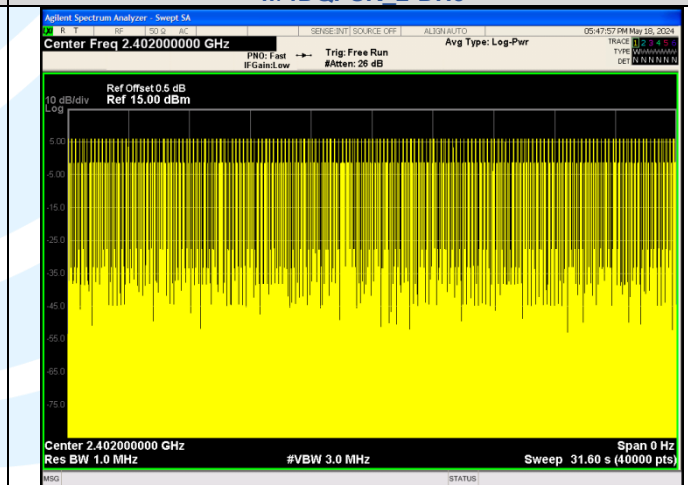 Agilent Spectrum Analyzer - Swept SA
R T RF 50 Ω AC SENSE:INT SOURCE OFF ALIGN AUTO 05:47:57 PM May 18, 2024
Center Freq 2.402000000 GHz
PNO: Fast
IFGain:Low
Trig: Free Run
#Atten: 26 dB
Avg Type: Log-Pwr
TRACE 1 2 3 4 5 6
TYPE
DET N N N N N N
Ref Offset 0.5 dB
10 dB/div Ref 15.00 dBm
Log
5.00
-5.00
-15.0
-25.0
-35.0
-45.0
-55.0
-65.0
-75.0
Center 2.402000000 GHz Span 0 Hz
Res BW 1.0 MHz #VBW 3.0 MHz Sweep 31.60 s (40000 pts)
MSG STATUS